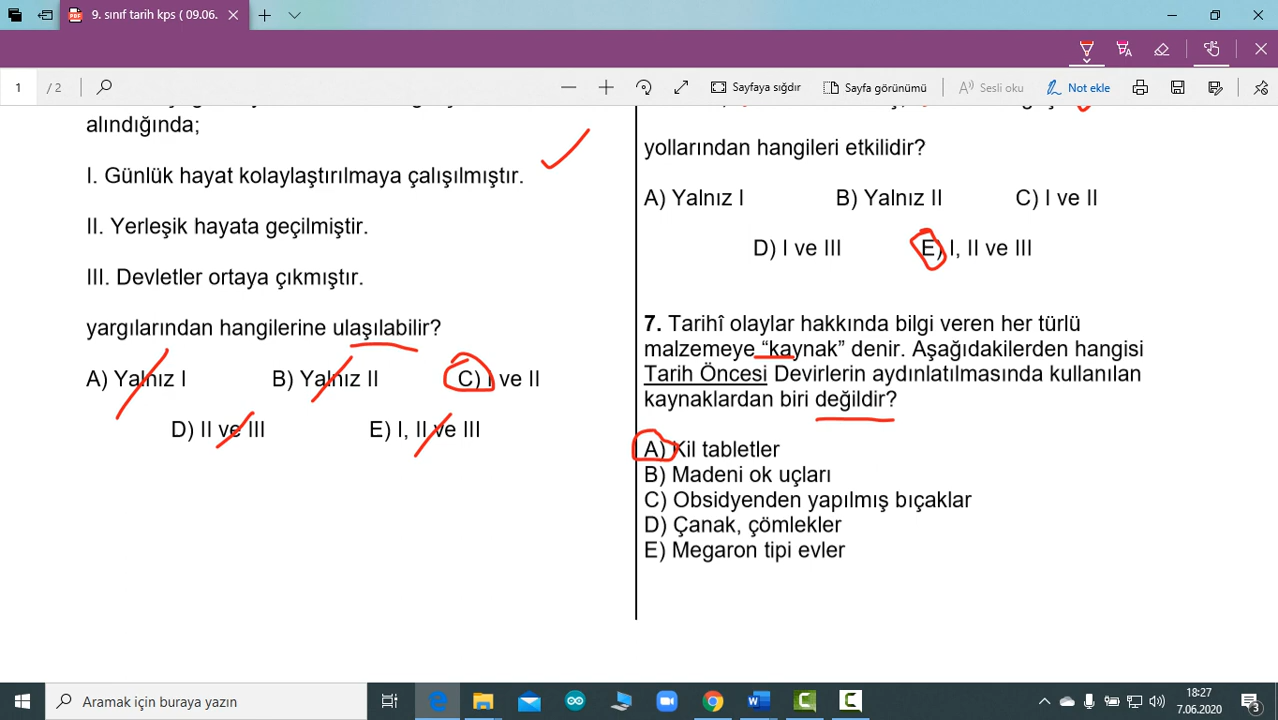 9. sınıf tarih kps (09.06.
1
/ 2
Sayfaya sığdır
Sayfa görünümü
Sesli oku
Not ekle
alındığında;
I. Günlük hayat kolaylaştırılmaya çalışılmıştır.
II. Yerleşik hayata geçilmiştir.
III. Devletler ortaya çıkmıştır.
yargılarından hangilerine ulaşılabilir?
A) Yalnız I B) Yalnız II C) I ve II
D) II ve III E) I, II ve III
yollarından hangileri etkilidir?
A) Yalnız I B) Yalnız II C) I ve II
D) I ve III E) I, II ve III
7. Tarihî olaylar hakkında bilgi veren her türlü
malzemeye “kaynak” denir. Aşağıdakilerden hangisi
Tarih Öncesi Devirlerin aydınlatılmasında kullanılan
kaynaklardan biri değildir?
A) Kil tabletler
B) Madeni ok uçları
C) Obsidyenden yapılmış bıçaklar
D) Çanak, çömlekler
E) Megaron tipi evler
Aramak için buraya yazın
18:27
7.06.2020
3